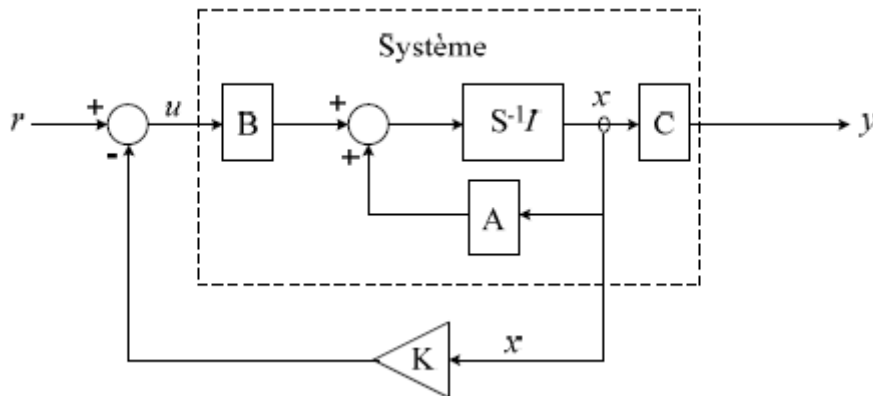 Système
r + - u B + + S⁻¹I x C y
A
K x